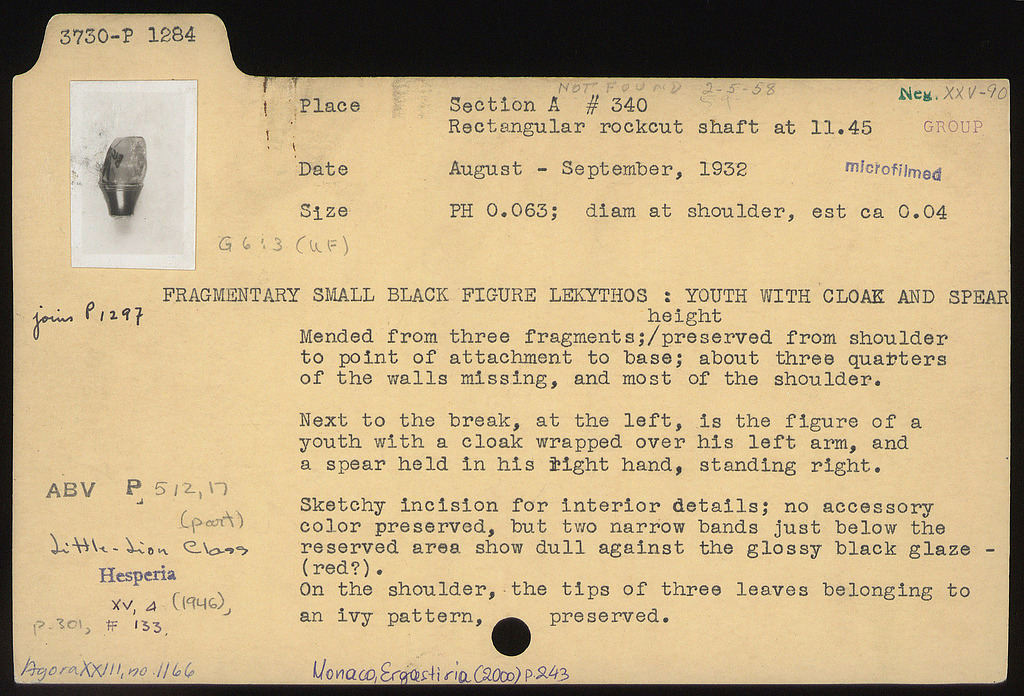 3730-P 1284
NOT FOUND 2-5-58
Neg. XXV-90
Place Section A # 340
Rectangular rockcut shaft at 11.45 GROUP
Date August - September, 1932 microfilmed
Size PH 0.063; diam at shoulder, est ca 0.04
G 6:3 (UF)
FRAGMENTARY SMALL BLACK FIGURE LEKYTHOS : YOUTH WITH CLOAK AND SPEAR
joins P 1297
height
Mended from three fragments;/preserved from shoulder
to point of attachment to base; about three quarters
of the walls missing, and most of the shoulder.
Next to the break, at the left, is the figure of a
youth with a cloak wrapped over his left arm, and
a spear held in his right hand, standing right.
ABV P. 512,17
(part)
Little-Lion Class
Hesperia
XV, 4 (1946),
p.301, # 133.
Sketchy incision for interior details; no accessory
color preserved, but two narrow bands just below the
reserved area show dull against the glossy black glaze -
(red?).
On the shoulder, the tips of three leaves belonging to
an ivy pattern, preserved.
Agora XXIII, no. 1166
Monaco, Ergastiria (2000) p.243